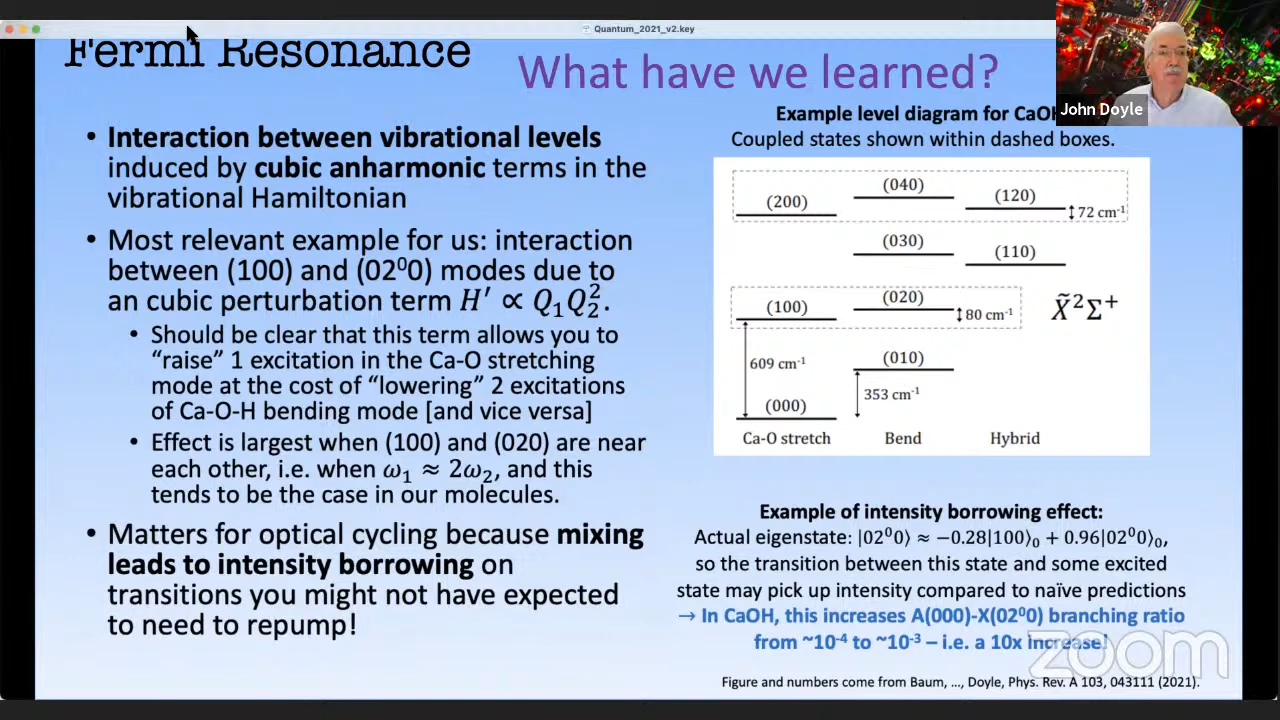 Quantum_2021_v2.key
Fermi Resonance
What have we learned?
John Doyle
• Interaction between vibrational levels
induced by cubic anharmonic terms in the
vibrational Hamiltonian
• Most relevant example for us: interaction
between (100) and (02⁰0) modes due to
an cubic perturbation term H′ ∝ Q₁Q₂².
• Should be clear that this term allows you to
“raise” 1 excitation in the Ca-O stretching
mode at the cost of “lowering” 2 excitations
of Ca-O-H bending mode [and vice versa]
• Effect is largest when (100) and (020) are near
each other, i.e. when ω₁ ≈ 2ω₂, and this
tends to be the case in our molecules.
• Matters for optical cycling because mixing
leads to intensity borrowing on
transitions you might not have expected
to need to repump!
Example level diagram for CaOH
Coupled states shown within dashed boxes.
(200) (040) (120)
72 cm⁻¹
(030) (110)
(100) (020)
80 cm⁻¹
X̃²Σ⁺
609 cm⁻¹
(010)
353 cm⁻¹
(000)
Ca-O stretch Bend Hybrid
Example of intensity borrowing effect:
Actual eigenstate: |02⁰0⟩ ≈ −0.28|100⟩₀ + 0.96|02⁰0⟩₀,
so the transition between this state and some excited
state may pick up intensity compared to naïve predictions
→ In CaOH, this increases A(000)-X(02⁰0) branching ratio
from ~10⁻⁴ to ~10⁻³ – i.e. a 10x increase!
zoom
Figure and numbers come from Baum, …, Doyle, Phys. Rev. A 103, 043111 (2021).